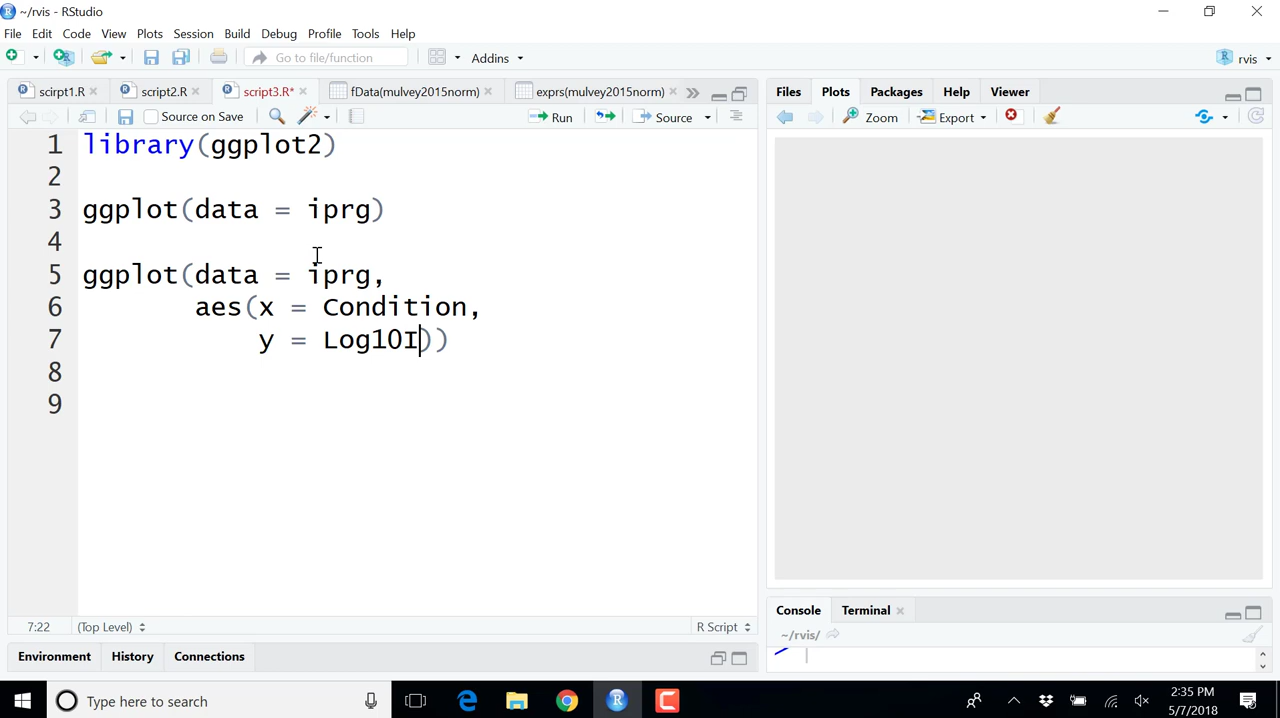 ~/rvis - RStudio
File Edit Code View Plots Session Build Debug Profile Tools Help
Go to file/function Addins rvis
scirpt1.R script2.R script3.R* fData(mulvey2015norm) exprs(mulvey2015norm)
Source on Save Run Source
1 library(ggplot2)
2
3 ggplot(data = iprg)
4
5 ggplot(data = iprg,
6 aes(x = Condition,
7 y = Log10I))
8
9
7:22 (Top Level) R Script
Environment History Connections
Files Plots Packages Help Viewer
Zoom Export
Console Terminal
~/rvis/
Type here to search
2:35 PM
5/7/2018